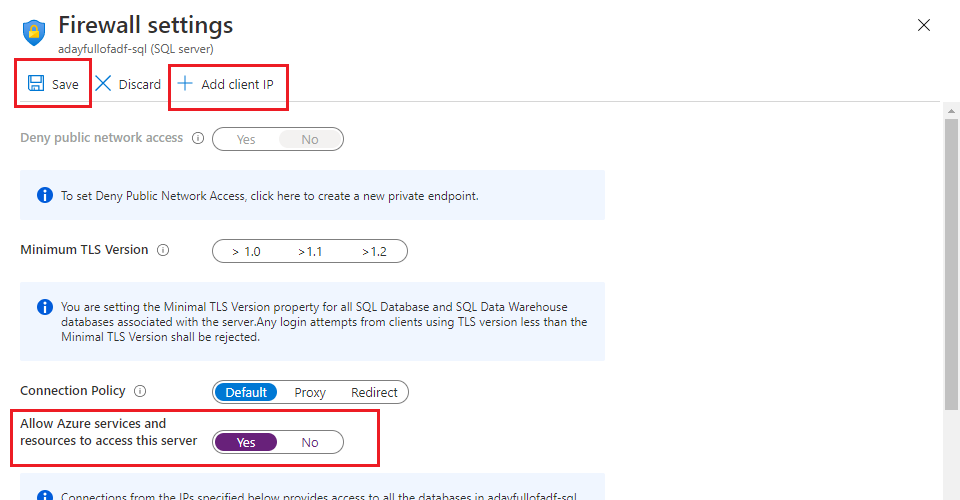 Firewall settings
adayfullofadf-sql (SQL server)
Save
Discard
Add client IP
Deny public network access
Yes
No
To set Deny Public Network Access, click here to create a new private endpoint.
Minimum TLS Version
> 1.0
>1.1
>1.2
You are setting the Minimal TLS Version property for all SQL Database and SQL Data Warehouse
databases associated with the server.Any login attempts from clients using TLS version less than the
Minimal TLS Version shall be rejected.
Connection Policy
Default
Proxy
Redirect
Allow Azure services and
resources to access this server
Yes
No
Connections from the IPs specified below provides access to all the databases in adayfullofadf-sql.